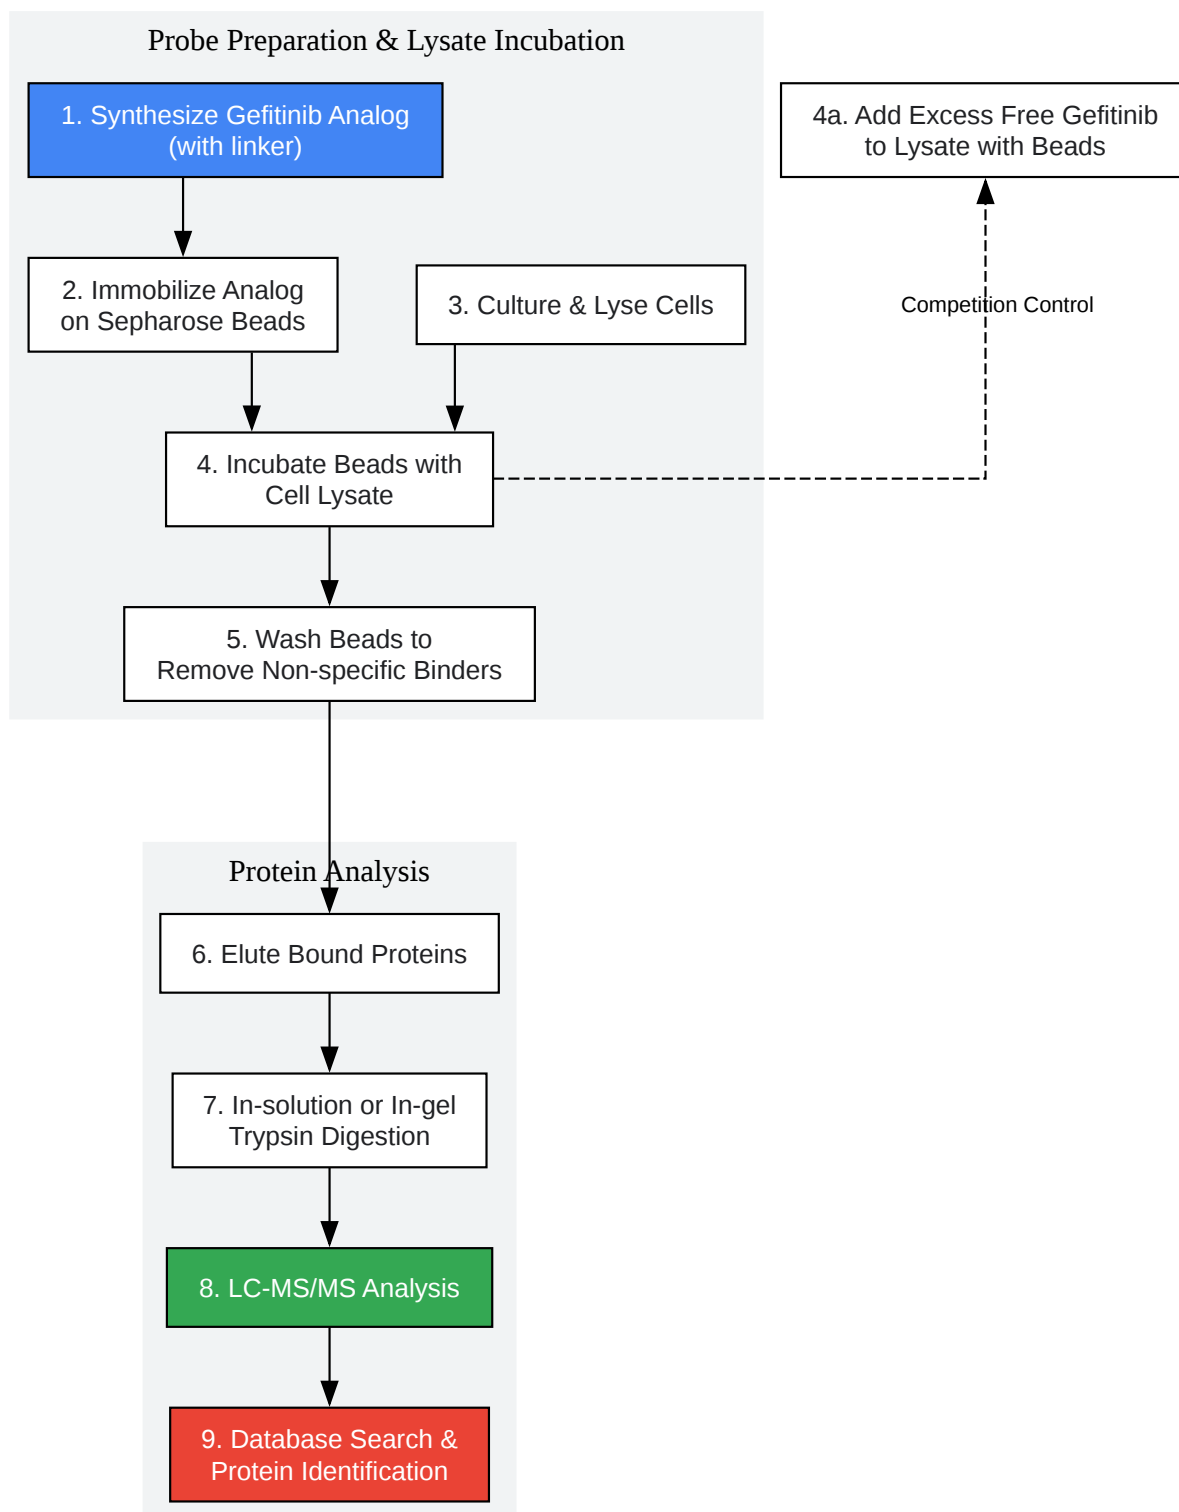 Probe Preparation & Lysate Incubation
1. Synthesize Gefitinib Analog
(with linker)
4a. Add Excess Free Gefitinib
to Lysate with Beads
2. Immobilize Analog
on Sepharose Beads
3. Culture & Lyse Cells
Competition Control
4. Incubate Beads with
Cell Lysate
5. Wash Beads to
Remove Non-specific Binders
Protein Analysis
6. Elute Bound Proteins
7. In-solution or In-gel
Trypsin Digestion
8. LC-MS/MS Analysis
9. Database Search &
Protein Identification